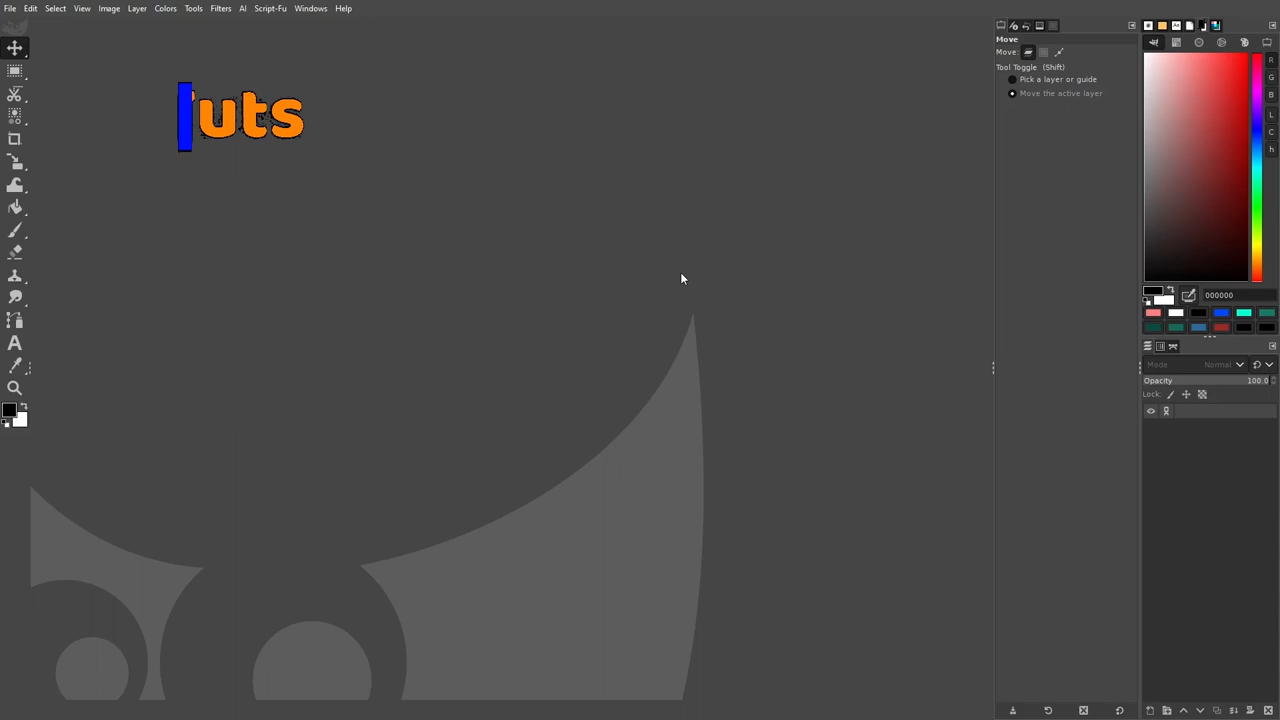 File Edit Select View Image Layer Colors Tools Filters AI Script-Fu Windows Help
uts
Move
Move:
Tool Toggle (Shift)
Pick a layer or guide
Move the active layer
R
G
B
L
C
h
000000
Mode Normal
Opacity 100.0
Lock: